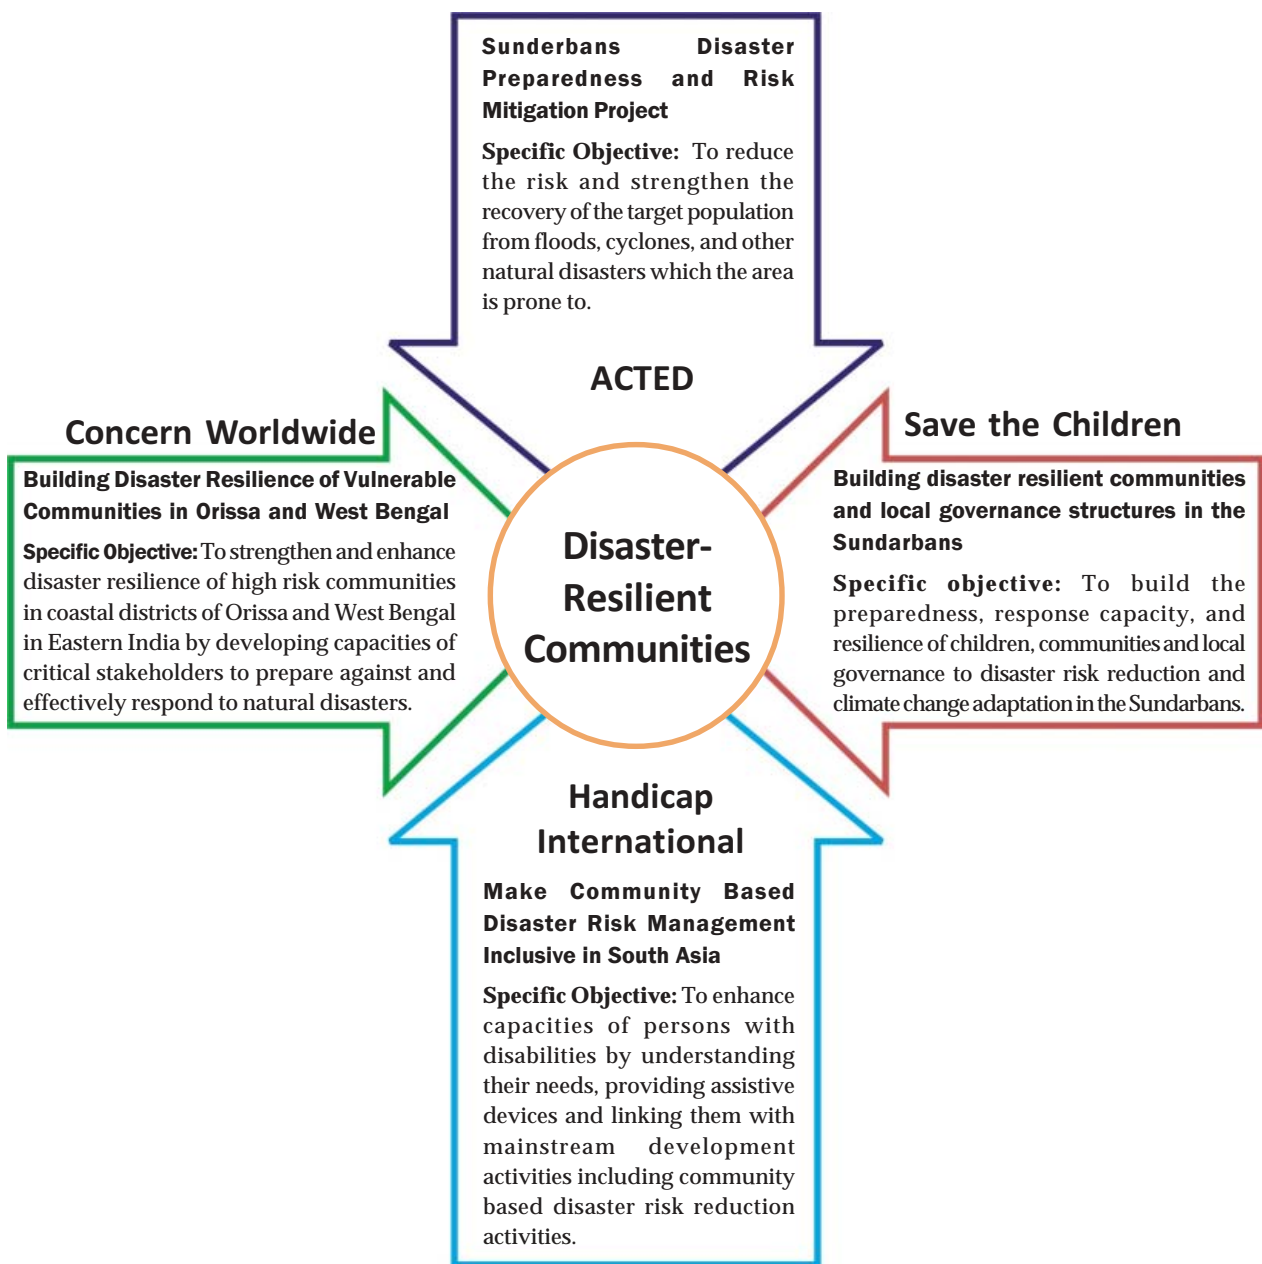 Sunderbans Disaster
Preparedness and Risk
Mitigation Project
Specific Objective: To reduce
the risk and strengthen the
recovery of the target population
from floods, cyclones, and other
natural disasters which the area
is prone to.
ACTED
Concern Worldwide
Building Disaster Resilience of Vulnerable
Communities in Orissa and West Bengal
Specific Objective: To strengthen and enhance
disaster resilience of high risk communities
in coastal districts of Orissa and West Bengal
in Eastern India by developing capacities of
critical stakeholders to prepare against and
effectively respond to natural disasters.
Disaster-
Resilient
Communities
Save the Children
Building disaster resilient communities
and local governance structures in the
Sundarbans
Specific objective: To build the
preparedness, response capacity, and
resilience of children, communities and local
governance to disaster risk reduction and
climate change adaptation in the Sundarbans.
Handicap
International
Make Community Based
Disaster Risk Management
Inclusive in South Asia
Specific Objective: To enhance
capacities of persons with
disabilities by understanding
their needs, providing assistive
devices and linking them with
mainstream development
activities including community
based disaster risk reduction
activities.